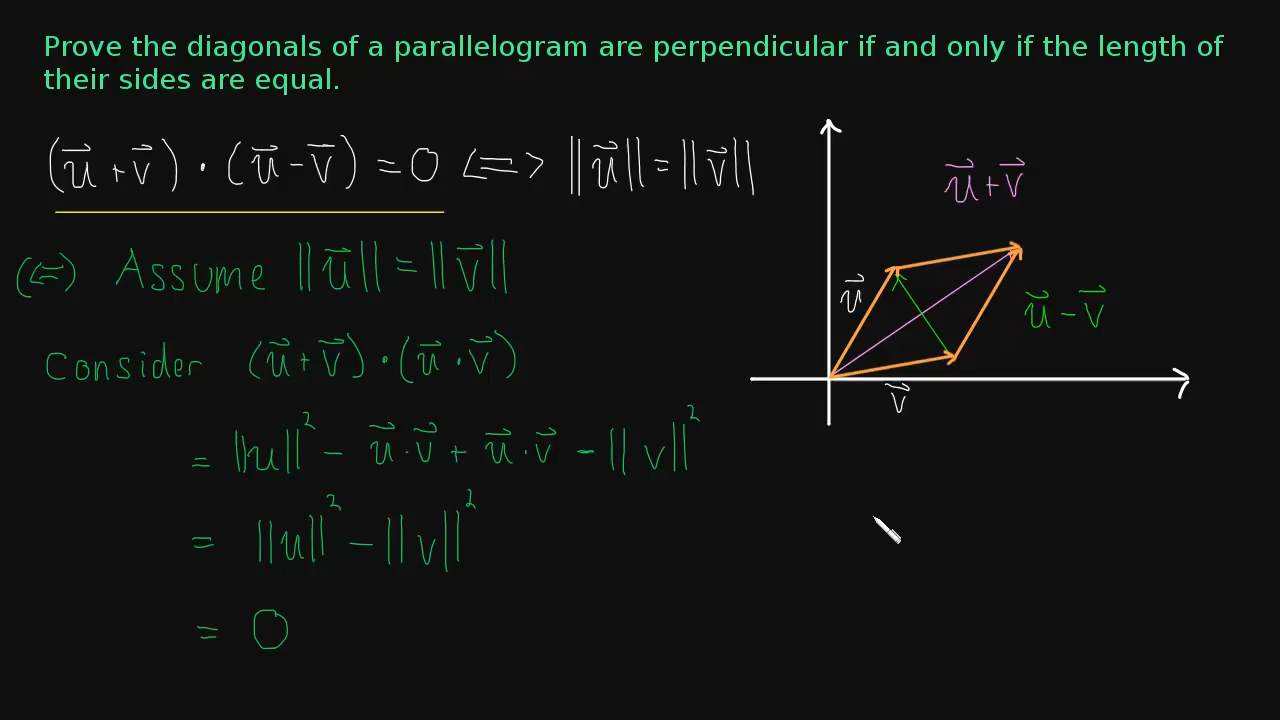 Prove the diagonals of a parallelogram are perpendicular if and only if the length of
their sides are equal.
(u⃗ + v⃗) · (u⃗ − v⃗) = 0 <=> ||u⃗|| = ||v⃗||
(<=) Assume ||u⃗|| = ||v⃗||
Consider (u⃗ + v⃗) · (u⃗ · v⃗)
= ||u||² − u⃗ · v⃗ + u⃗ · v⃗ − ||v||²
= ||u||² − ||v||²
= 0
u⃗ + v⃗
u⃗
u⃗ − v⃗
v⃗